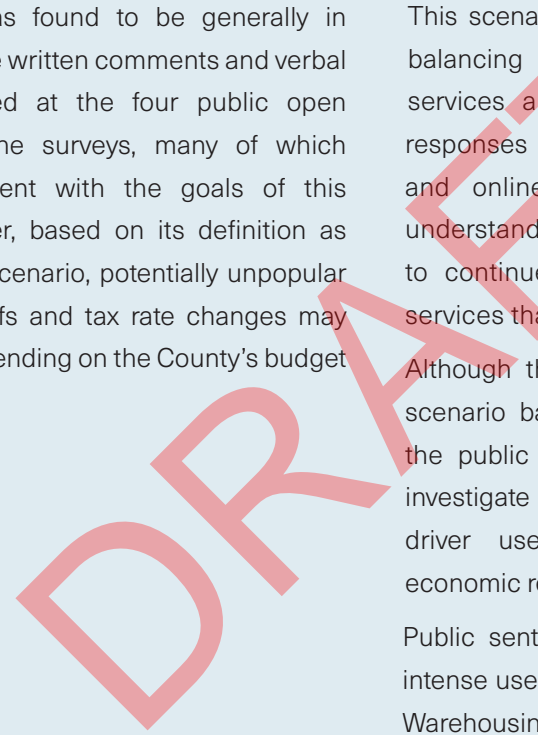 as found to be generally in
written comments and verbal
ed at the four public open
ne surveys, many of which
ent with the goals of this
er, based on its definition as
cenario, potentially unpopular
fs and tax rate changes may
ending on the County's budget
This scena
balancing
services a
responses
and online
understand
to continue
services tha
Although th
scenario ba
the public
investigate
driver use
economic re
Public sent
intense use
Warehousin
DRAF